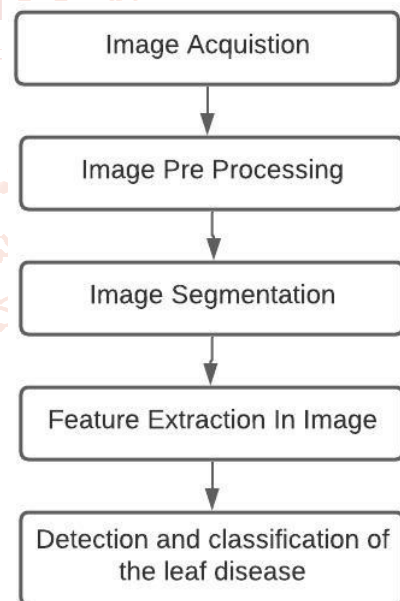 Image Acquistion
Image Pre Processing
Image Segmentation
Feature Extraction In Image
Detection and classification of
the leaf disease